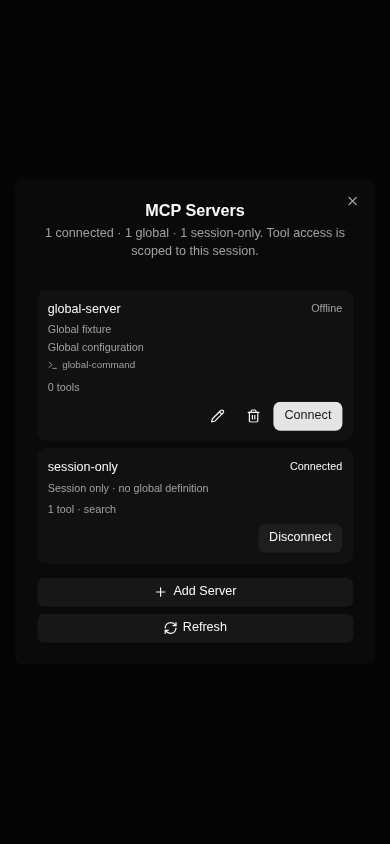 MCP Servers
1 connected · 1 global · 1 session-only. Tool access is
scoped to this session.
global-server
Offline
Global fixture
Global configuration
global-command
0 tools
Connect
session-only
Connected
Session only · no global definition
1 tool · search
Disconnect
Add Server
Refresh